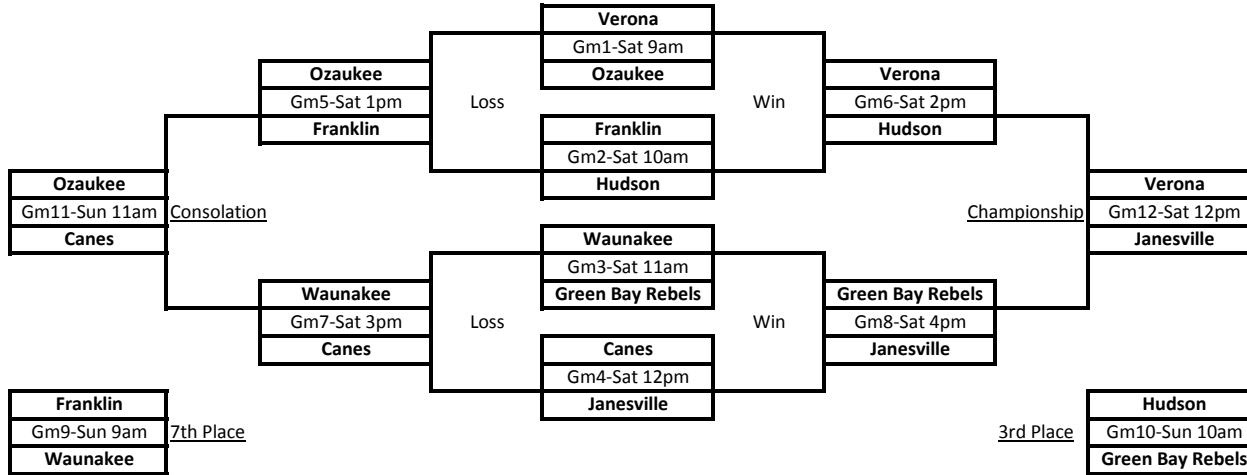 Verona
Gm1-Sat 9am
Ozaukee
Ozaukee
Gm5-Sat 1pm
Franklin
Loss
Win
Verona
Gm6-Sat 2pm
Hudson
Franklin
Gm2-Sat 10am
Hudson
Ozaukee
Gm11-Sun 11am
Canes
Consolation
Championship
Verona
Gm12-Sat 12pm
Janesville
Waunakee
Gm3-Sat 11am
Green Bay Rebels
Waunakee
Gm7-Sat 3pm
Canes
Loss
Win
Green Bay Rebels
Gm8-Sat 4pm
Janesville
Canes
Gm4-Sat 12pm
Janesville
Franklin
Gm9-Sun 9am
Waunakee
7th Place
3rd Place
Hudson
Gm10-Sun 10am
Green Bay Rebels